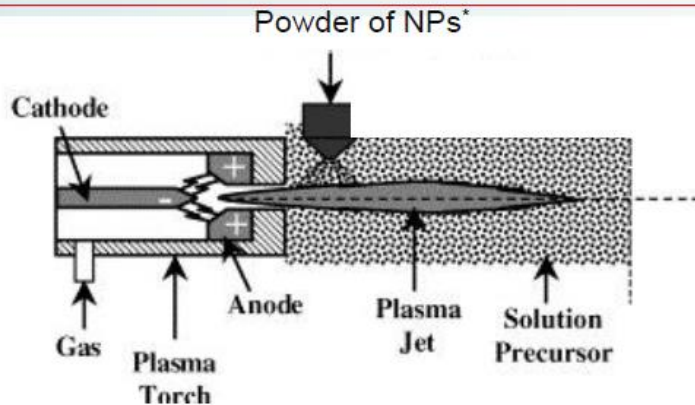 Powder of NPs*
Cathode
+
-
+
Anode
Gas
Plasma
Torch
Plasma
Jet
Solution
Precursor